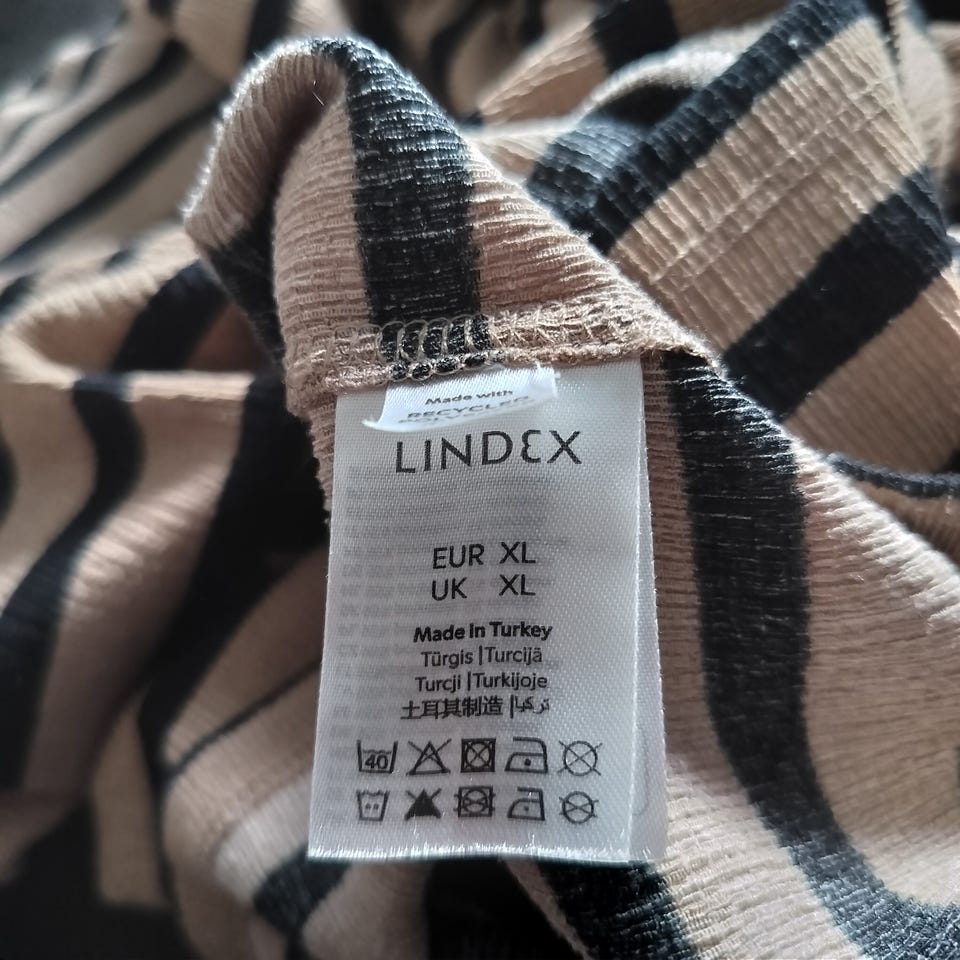 Made with
RECYCLED
LINDEX
EUR XL
UK XL
Made in Turkey
Türgis | Turcijā
Turcji | Turkijoje
土耳其制造 | تركيا
40